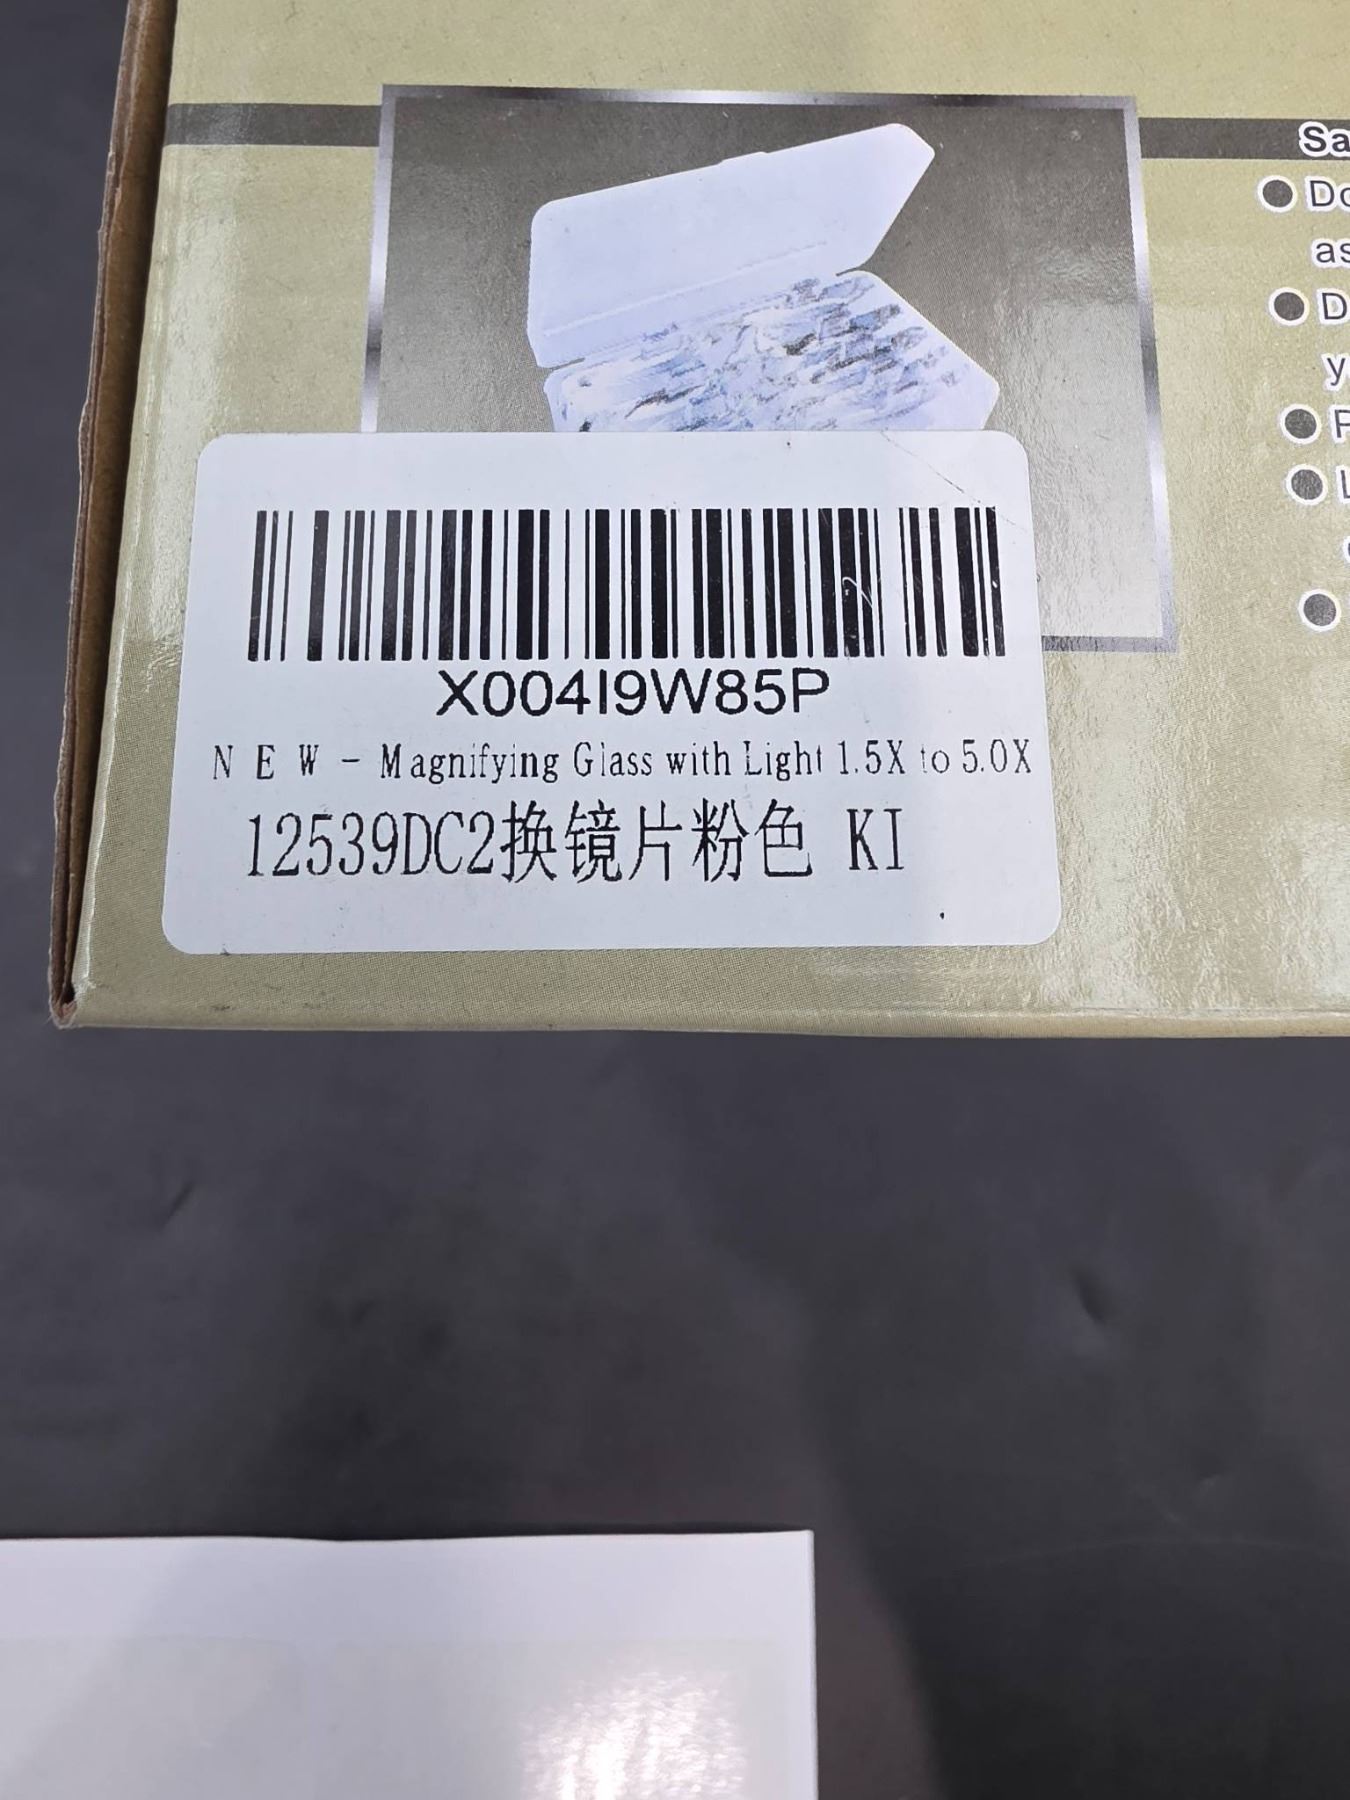 X004I9W85P
NEW - Magnifying Glass with Light 1.5X to 5.0X
12539DC2换镜片粉色 KI